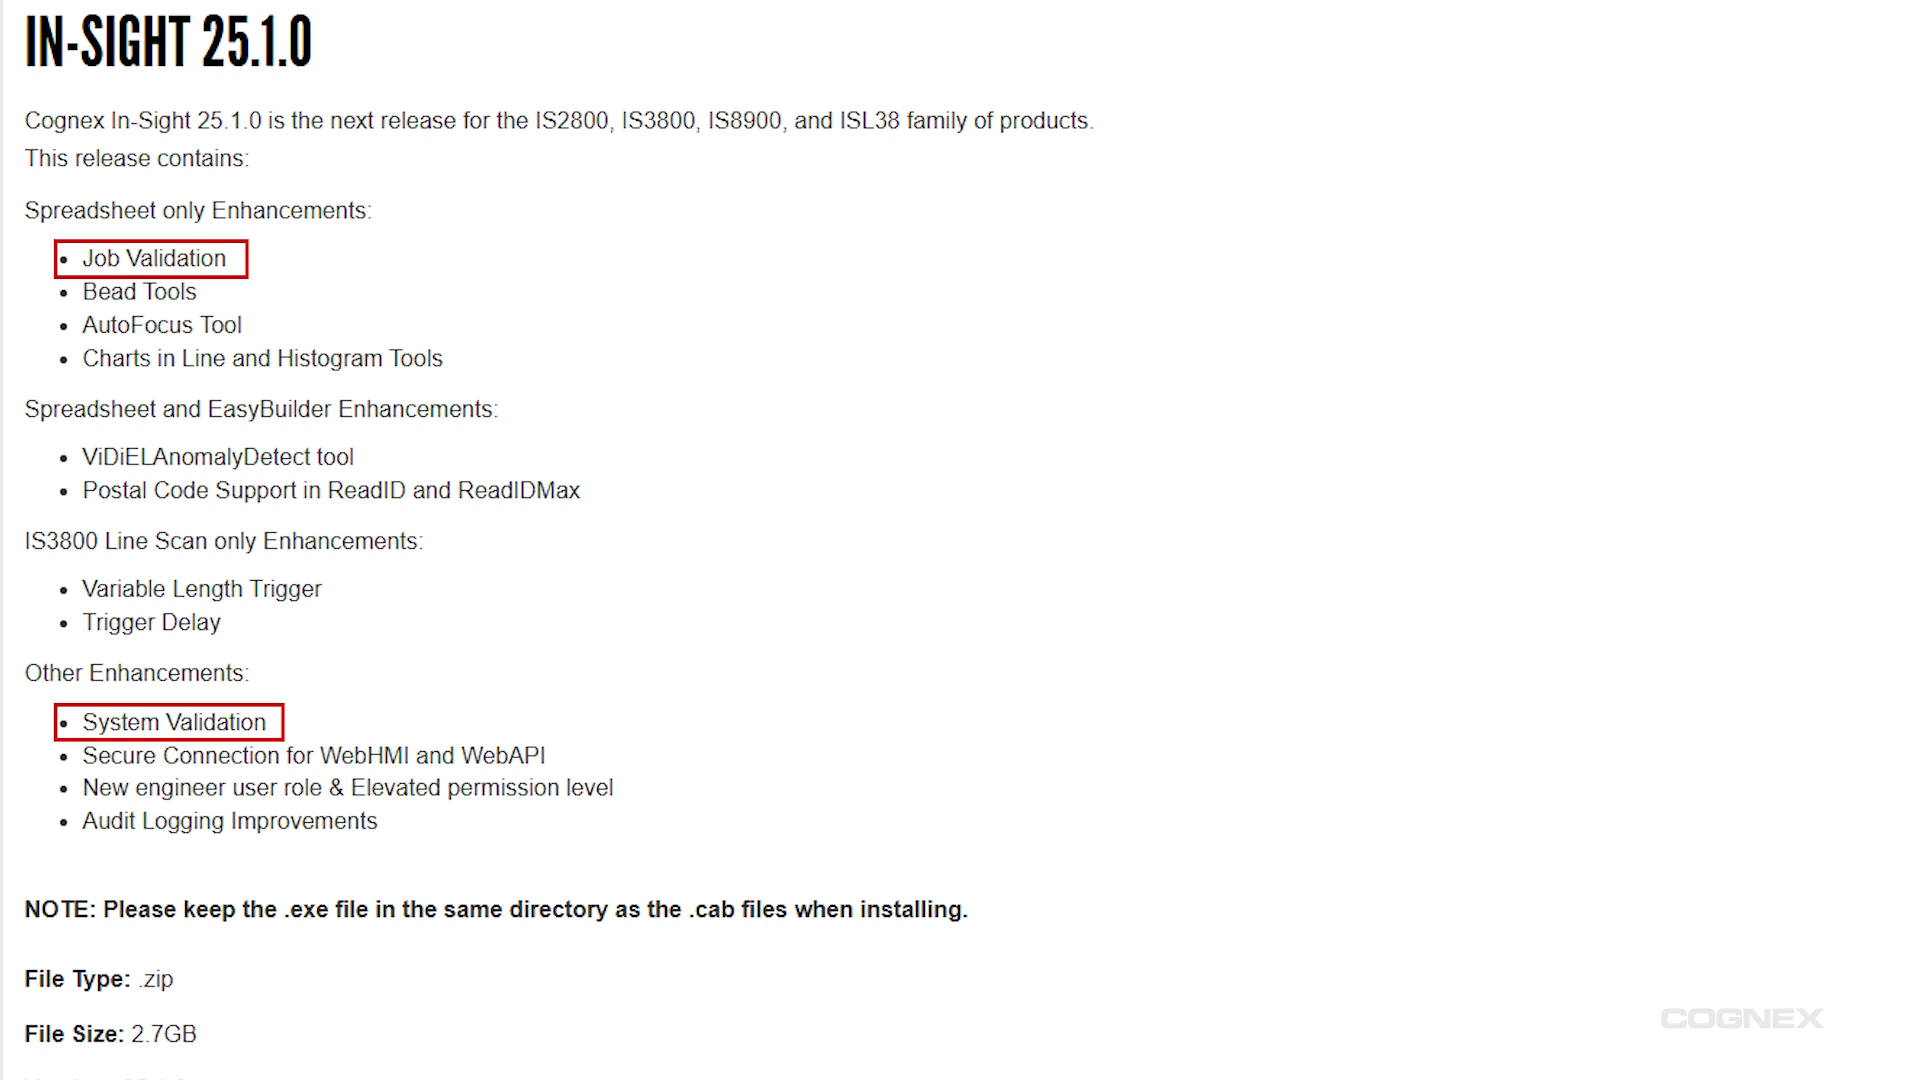 IN-SIGHT 25.1.0
Cognex In-Sight 25.1.0 is the next release for the IS2800, IS3800, IS8900, and ISL38 family of products.
This release contains:
Spreadsheet only Enhancements:
• Job Validation
• Bead Tools
• AutoFocus Tool
• Charts in Line and Histogram Tools
Spreadsheet and EasyBuilder Enhancements:
• ViDiELAnomalyDetect tool
• Postal Code Support in ReadID and ReadIDMax
IS3800 Line Scan only Enhancements:
• Variable Length Trigger
• Trigger Delay
Other Enhancements:
• System Validation
• Secure Connection for WebHMI and WebAPI
• New engineer user role & Elevated permission level
• Audit Logging Improvements
NOTE: Please keep the .exe file in the same directory as the .cab files when installing.
File Type: .zip
COGNEX
File Size: 2.7GB